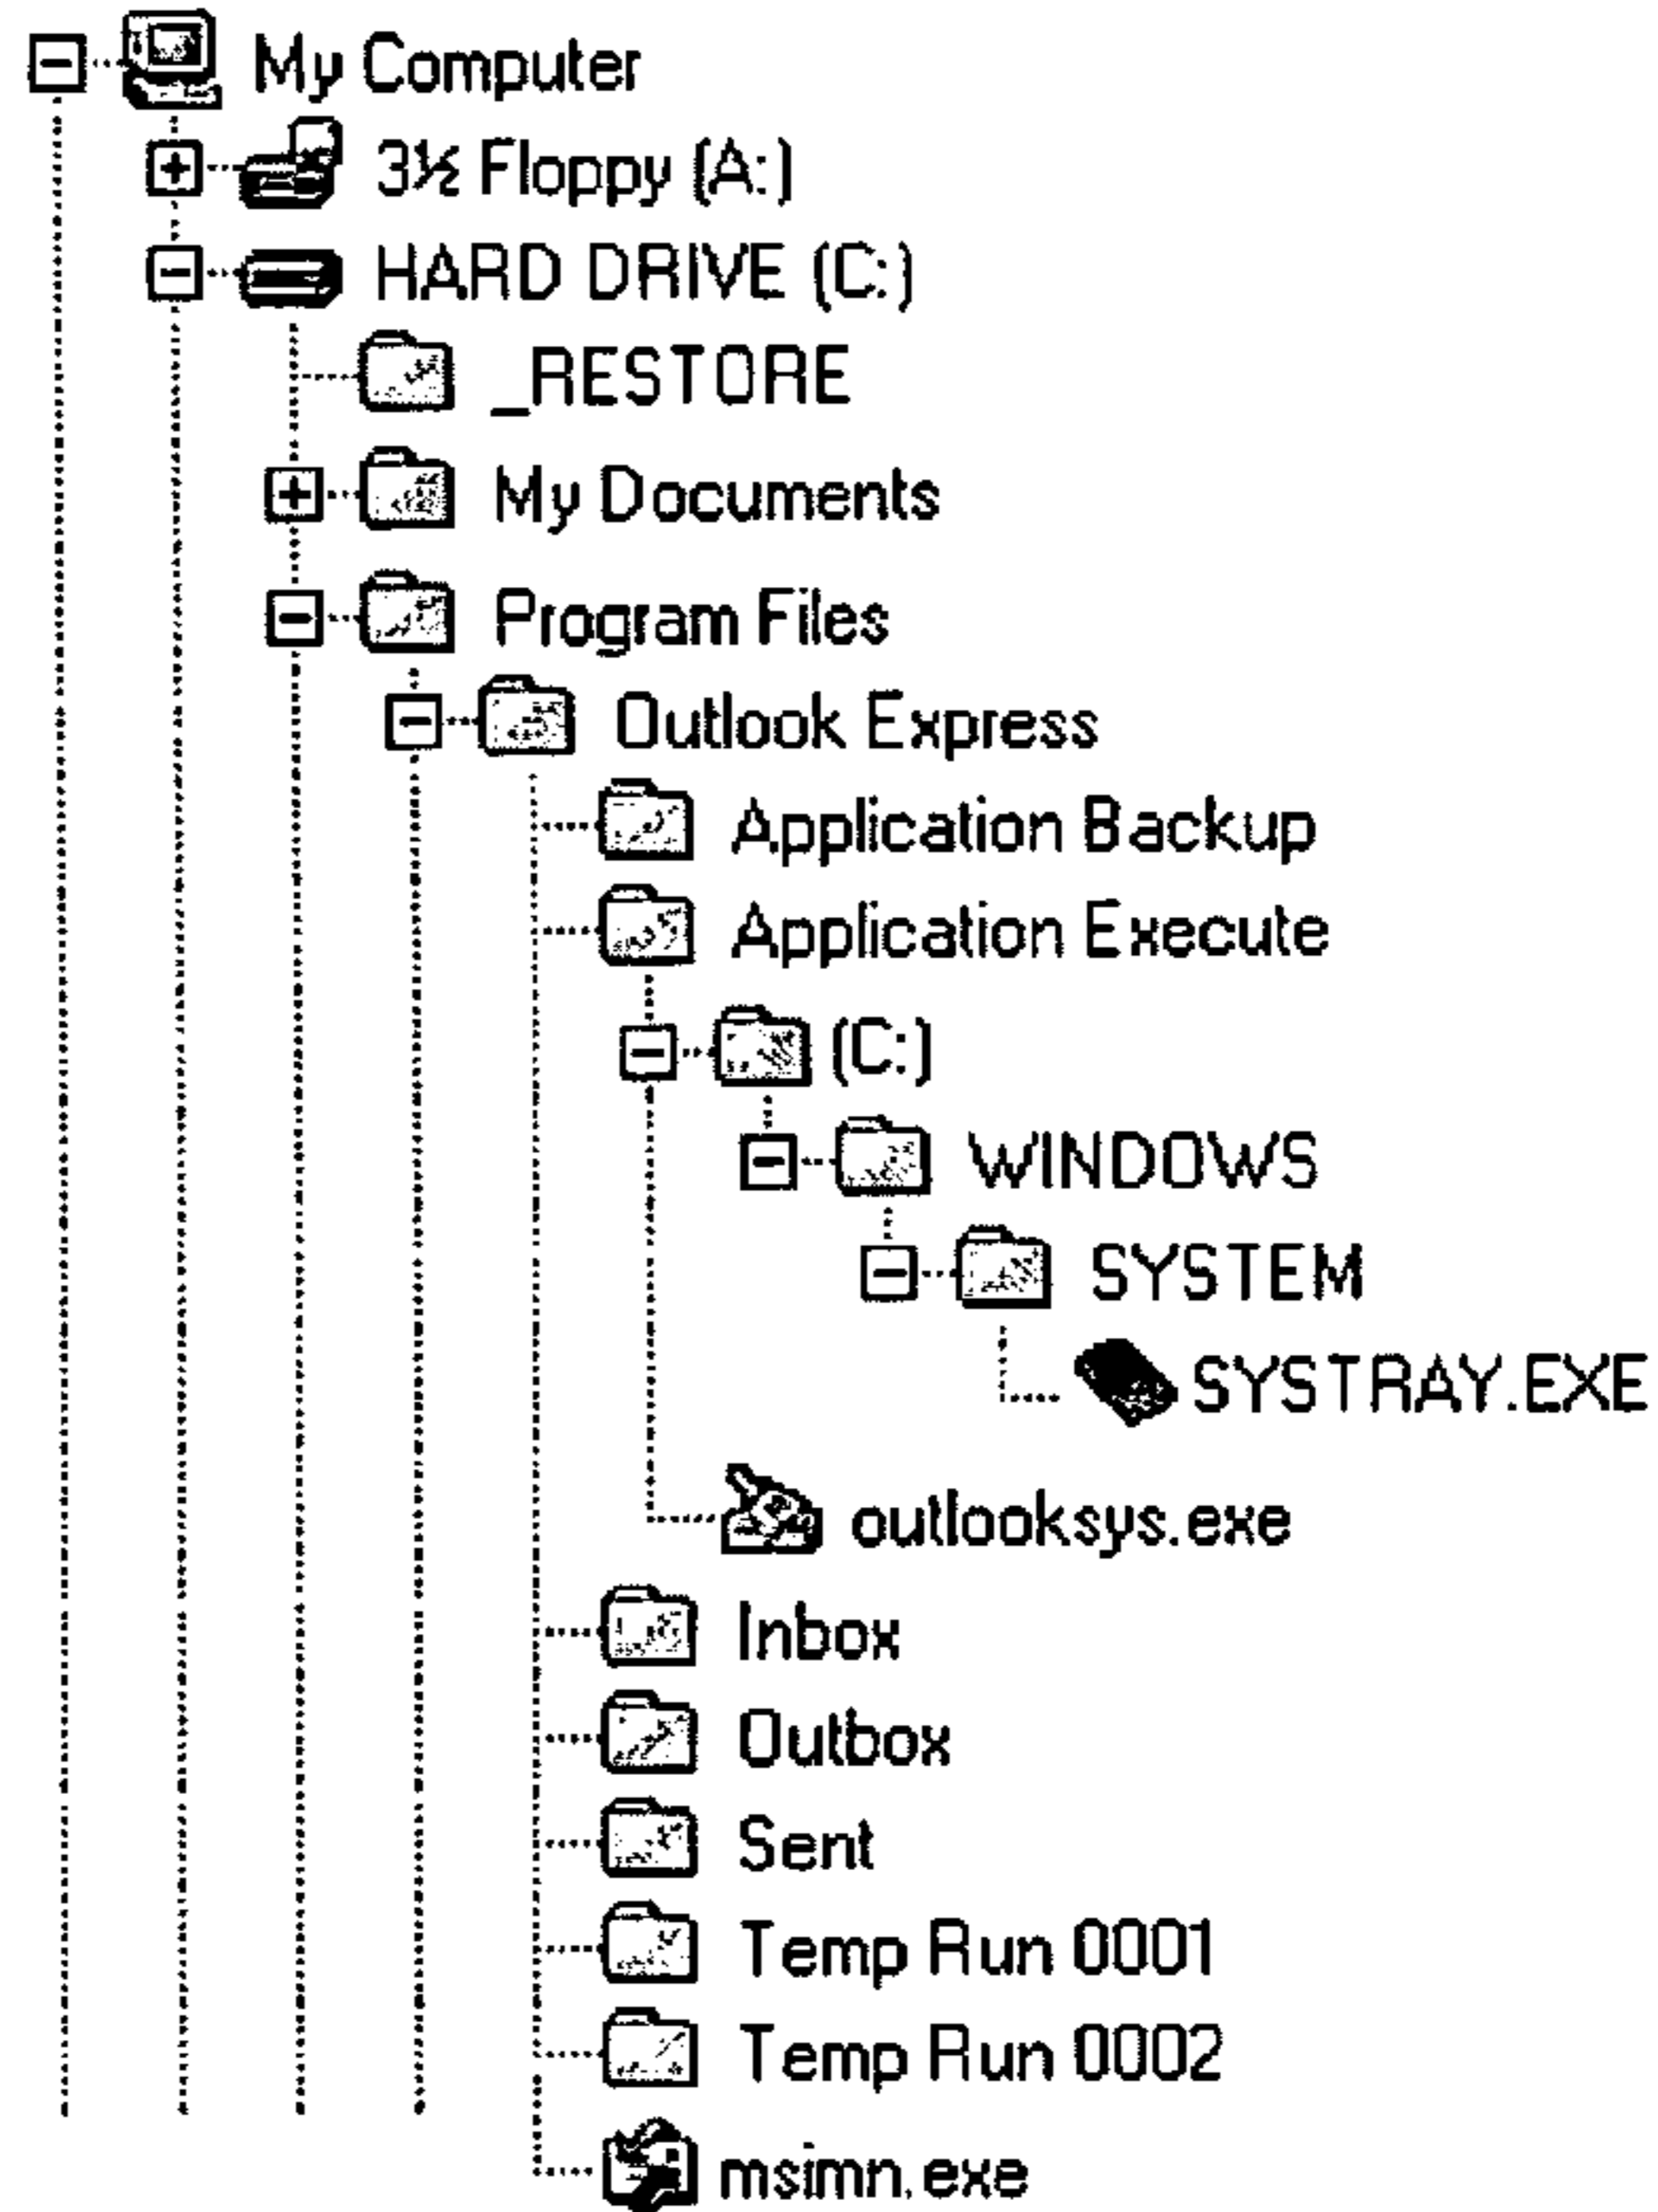 My Computer
3½ Floppy (A:)
HARD DRIVE (C:)
_RESTORE
My Documents
Program Files
Outlook Express
Application Backup
Application Execute
(C:)
WINDOWS
SYSTEM
SYSTRAY.EXE
outlooksys.exe
Inbox
Outbox
Sent
Temp Run 0001
Temp Run 0002
msimn.exe